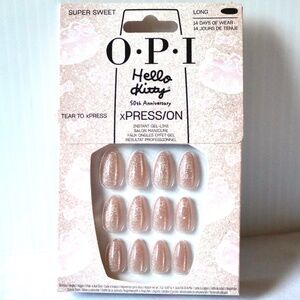 SUPER SWEET
LONG
14 DAYS OF WEAR
14 JOURS DE TENUE
O·P·I
Hello
Kitty
50th Anniversary
TEAR TO xPRESS
xPRESS/ON
INSTANT GEL-LIKE
SALON MANICURE
FAUX ONGLES EFFET-GEL
RÉSULTAT PROFESSIONNEL